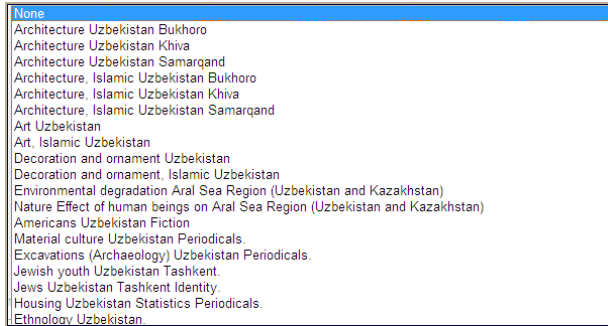 None
Architecture Uzbekistan Bukhoro
Architecture Uzbekistan Khiva
Architecture Uzbekistan Samarqand
Architecture, Islamic Uzbekistan Bukhoro
Architecture, Islamic Uzbekistan Khiva
Architecture, Islamic Uzbekistan Samarqand
Art Uzbekistan
Art, Islamic Uzbekistan
Decoration and ornament Uzbekistan
Decoration and ornament, Islamic Uzbekistan
Environmental degradation Aral Sea Region (Uzbekistan and Kazakhstan)
Nature Effect of human beings on Aral Sea Region (Uzbekistan and Kazakhstan)
Americans Uzbekistan Fiction
Material culture Uzbekistan Periodicals.
Excavations (Archaeology) Uzbekistan Periodicals.
Jewish youth Uzbekistan Tashkent.
Jews Uzbekistan Tashkent Identity.
Housing Uzbekistan Statistics Periodicals.
Ethnology Uzbekistan.